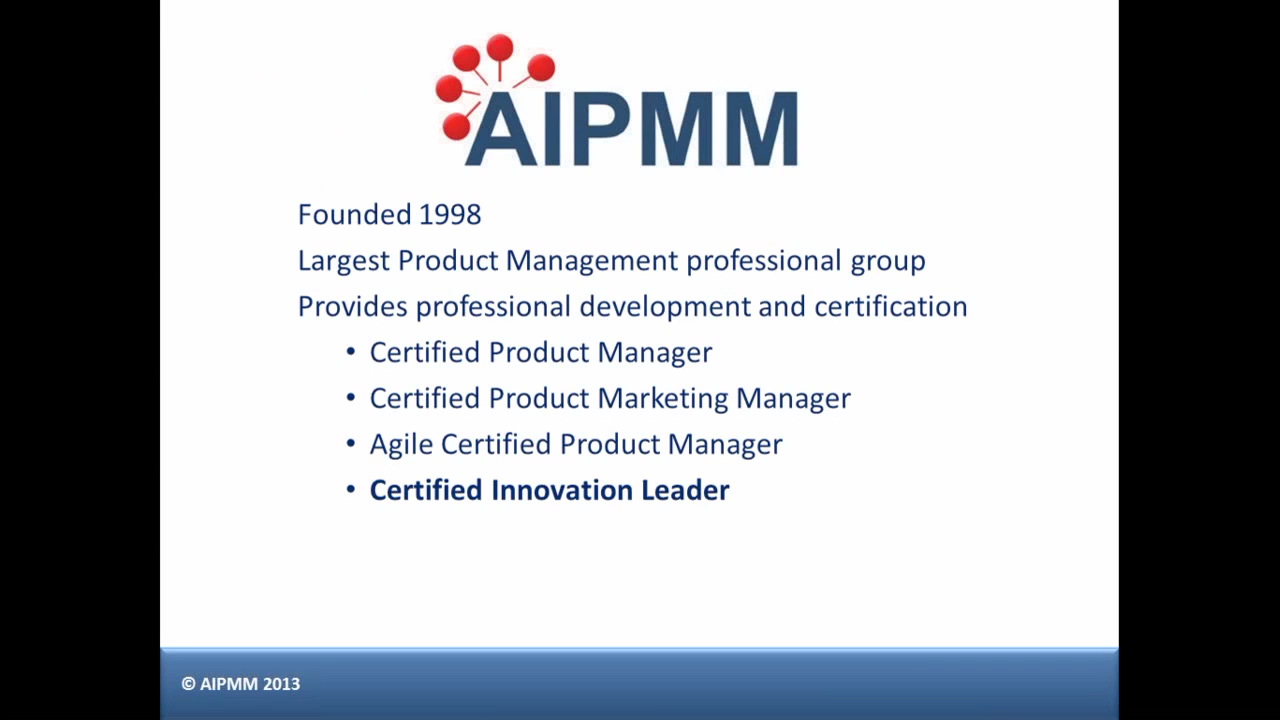 AIPMM
Founded 1998
Largest Product Management professional group
Provides professional development and certification
• Certified Product Manager
• Certified Product Marketing Manager
• Agile Certified Product Manager
• Certified Innovation Leader
© AIPMM 2013